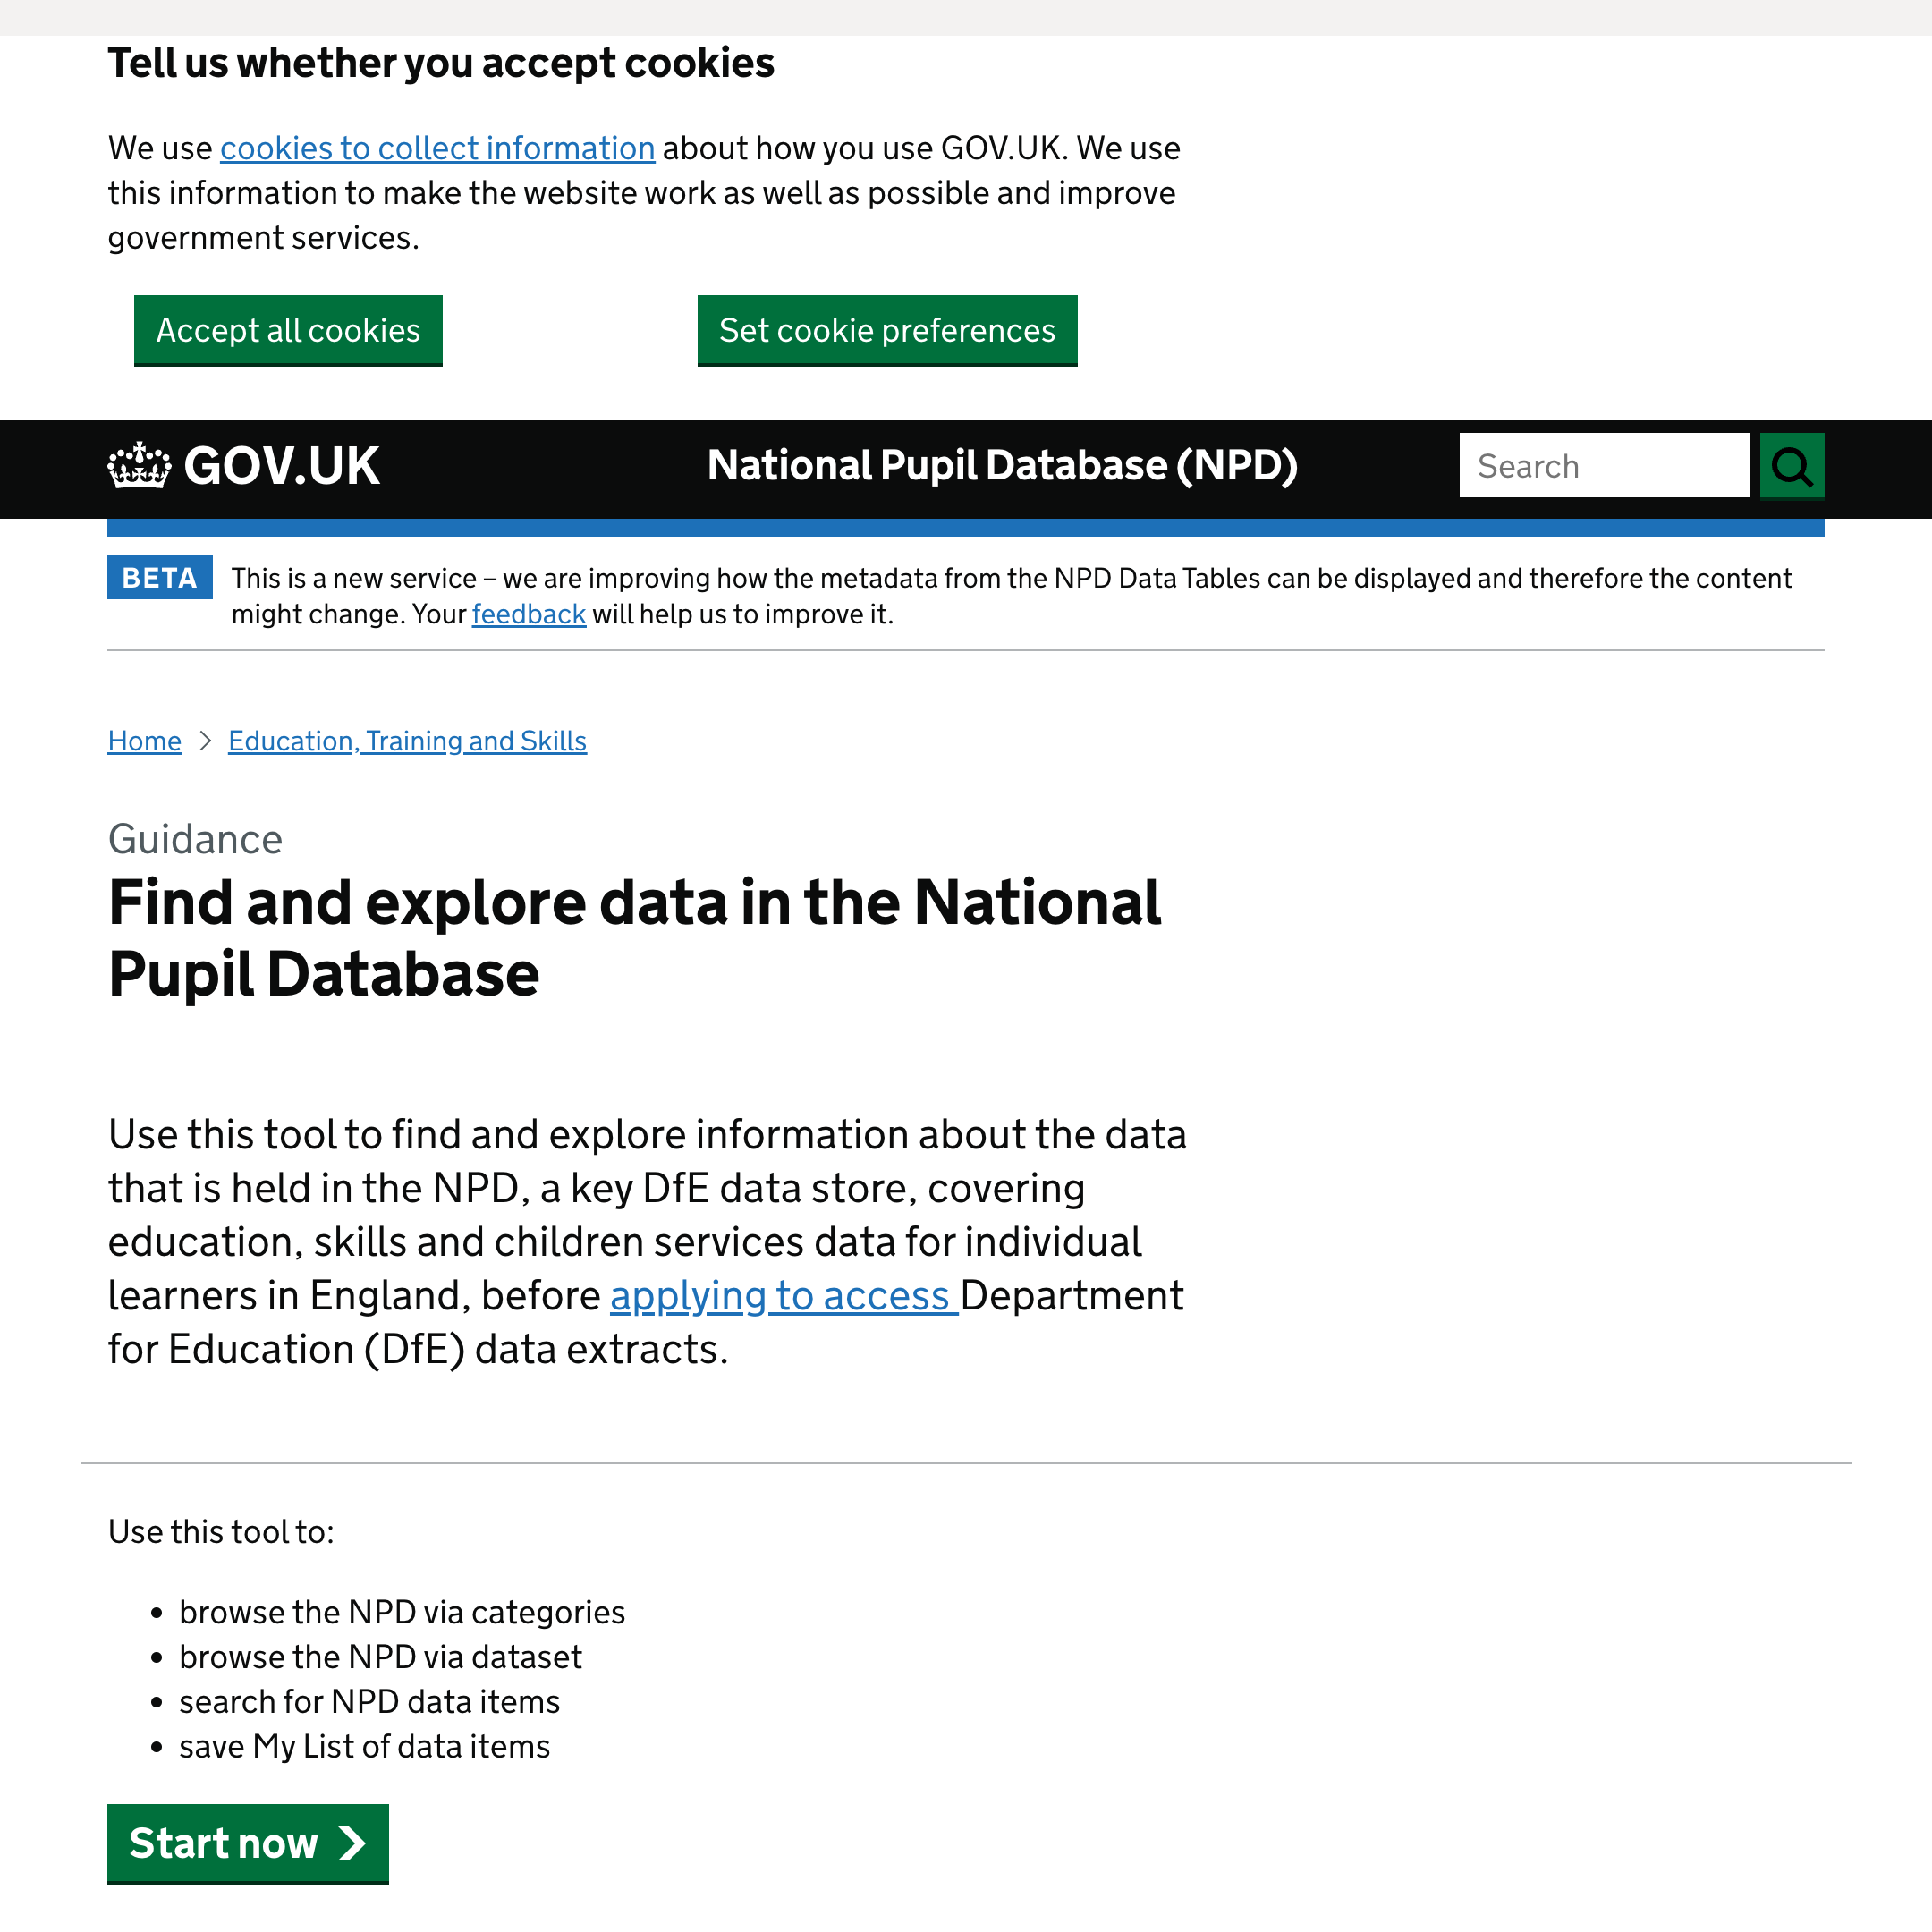 Tell us whether you accept cookies
We use cookies to collect information about how you use GOV.UK. We use
this information to make the website work as well as possible and improve
government services.
Accept all cookies
Set cookie preferences
GOV.UK
National Pupil Database (NPD)
Search
BETA
This is a new service – we are improving how the metadata from the NPD Data Tables can be displayed and therefore the content
might change. Your feedback will help us to improve it.
Home
Education, Training and Skills
Guidance
Find and explore data in the National
Pupil Database
Use this tool to find and explore information about the data
that is held in the NPD, a key DfE data store, covering
education, skills and children services data for individual
learners in England, before applying to access Department
for Education (DfE) data extracts.
Use this tool to:
browse the NPD via categories
browse the NPD via dataset
search for NPD data items
save My List of data items
Start now